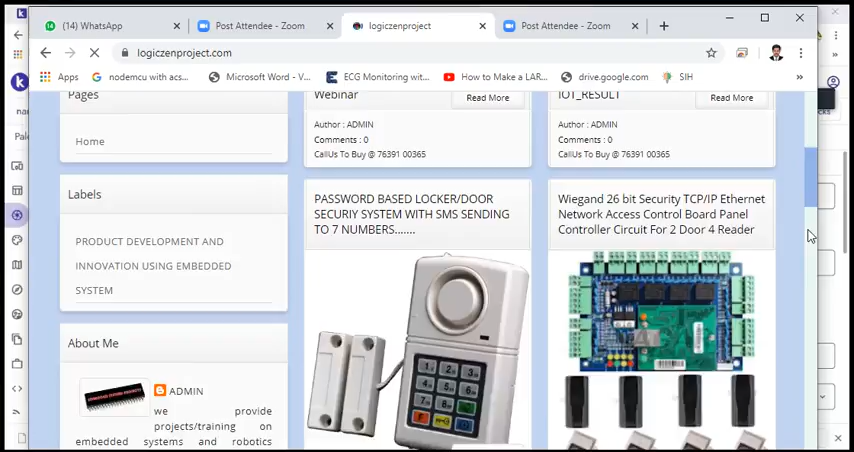 (14) WhatsApp
Post Attendee - Zoom
logiczenproject
Post Attendee - Zoom
logiczenproject.com
Apps
nodemcu with acs...
Microsoft Word - V...
ECG Monitoring wit...
How to Make a LAR...
drive.google.com
SIH
Pages
Home
Labels
PRODUCT DEVELOPMENT AND
INNOVATION USING EMBEDDED
SYSTEM
About Me
ADMIN
we provide
projects/training on
embedded systems and robotics
Webinar
Read More
Author : ADMIN
Comments : 0
CallUs To Buy @ 76391 00365
IOT_RESULT
Read More
Author : ADMIN
Comments : 0
CallUs To Buy @ 76391 00365
PASSWORD BASED LOCKER/DOOR
SECURIY SYSTEM WITH SMS SENDING
TO 7 NUMBERS.......
Wiegand 26 bit Security TCP/IP Ethernet
Network Access Control Board Panel
Controller Circuit For 2 Door 4 Reader